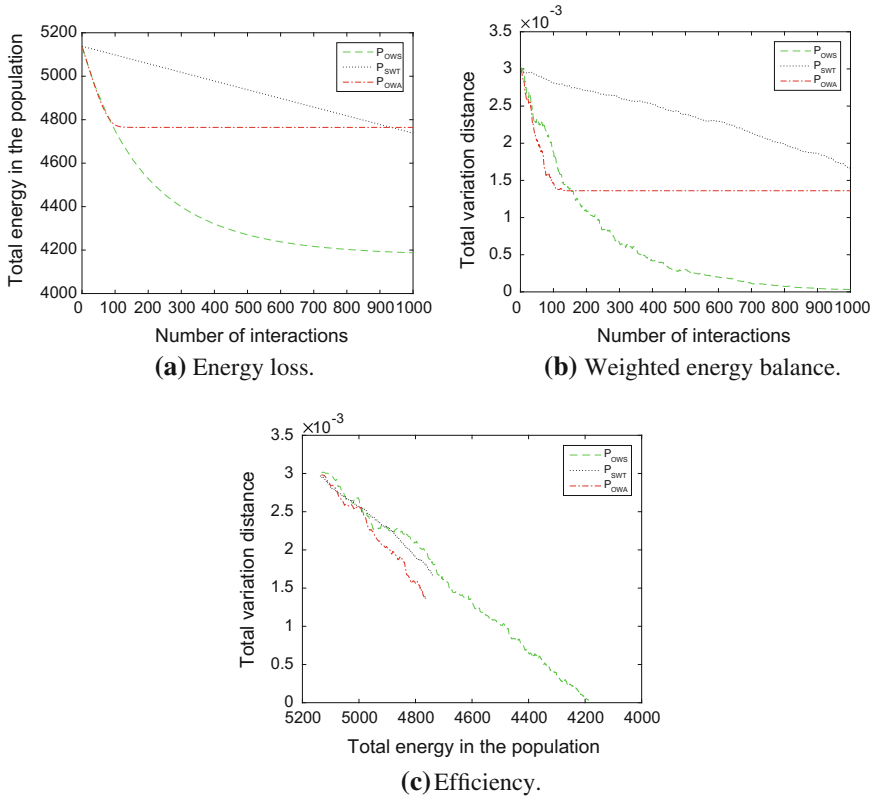 5200
5000
4800
4600
4400
4200
4000
Total energy in the population
0 100 200 300 400 500 600 700 800 900 1000
Number of interactions
P_OWS
P_SWT
P_OWA
(a) Energy loss.
×10^-3
3.5
3
2.5
2
1.5
1
0.5
0
Total variation distance
0 100 200 300 400 500 600 700 800 900 1000
Number of interactions
P_OWS
P_SWT
P_OWA
(b) Weighted energy balance.
×10^-3
3.5
3
2.5
2
1.5
1
0.5
0
Total variation distance
5200 5000 4800 4600 4400 4200 4000
Total energy in the population
P_OWS
P_SWT
P_OWA
(c) Efficiency.